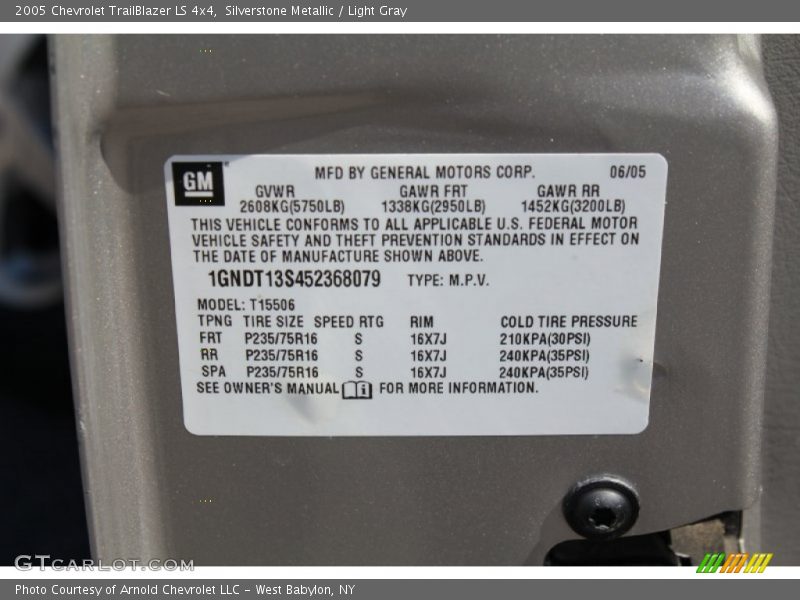 2005 Chevrolet TrailBlazer LS 4x4, Silverstone Metallic / Light Gray
GM MFD BY GENERAL MOTORS CORP. 06/05
GVWR GAWR FRT GAWR RR
2608KG(5750LB) 1338KG(2950LB) 1452KG(3200LB)
THIS VEHICLE CONFORMS TO ALL APPLICABLE U.S. FEDERAL MOTOR
VEHICLE SAFETY AND THEFT PREVENTION STANDARDS IN EFFECT ON
THE DATE OF MANUFACTURE SHOWN ABOVE.
1GNDT13S452368079 TYPE: M.P.V.
MODEL: T15506
TPNG TIRE SIZE SPEED RTG RIM COLD TIRE PRESSURE
FRT P235/75R16 S 16X7J 210KPA(30PSI)
RR P235/75R16 S 16X7J 240KPA(35PSI)
SPA P235/75R16 S 16X7J 240KPA(35PSI)
SEE OWNER'S MANUAL FOR MORE INFORMATION.
GTCARLOT.COM
Photo Courtesy of Arnold Chevrolet LLC - West Babylon, NY